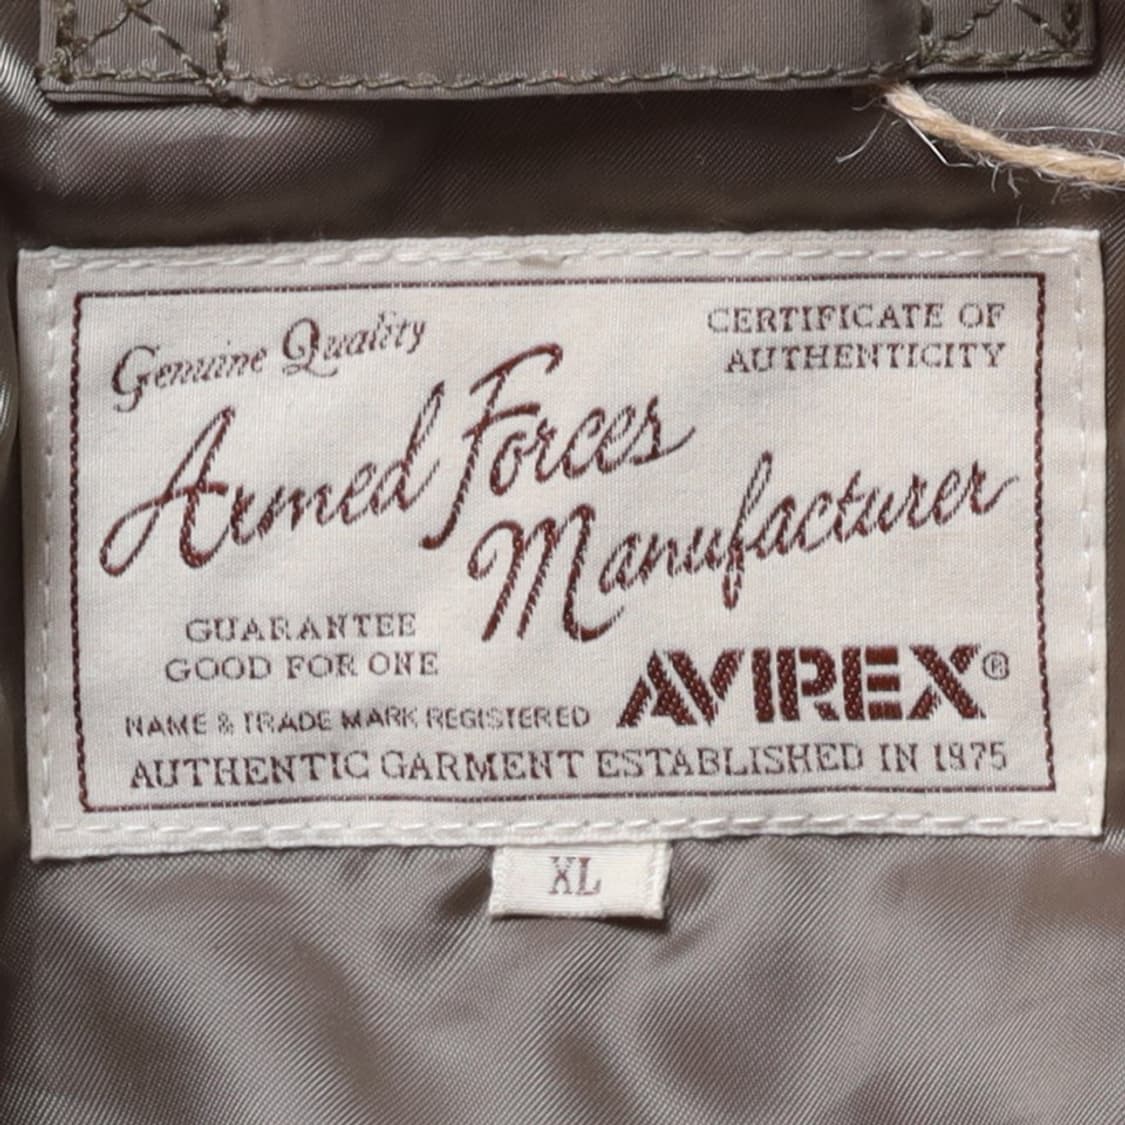 Genuine Quality
CERTIFICATE OF
AUTHENTICITY
Armed Forces
Manufacturer
GUARANTEE
GOOD FOR ONE
AVIREX®
NAME & TRADE MARK REGISTERED
AUTHENTIC GARMENT ESTABLISHED IN 1975
XL